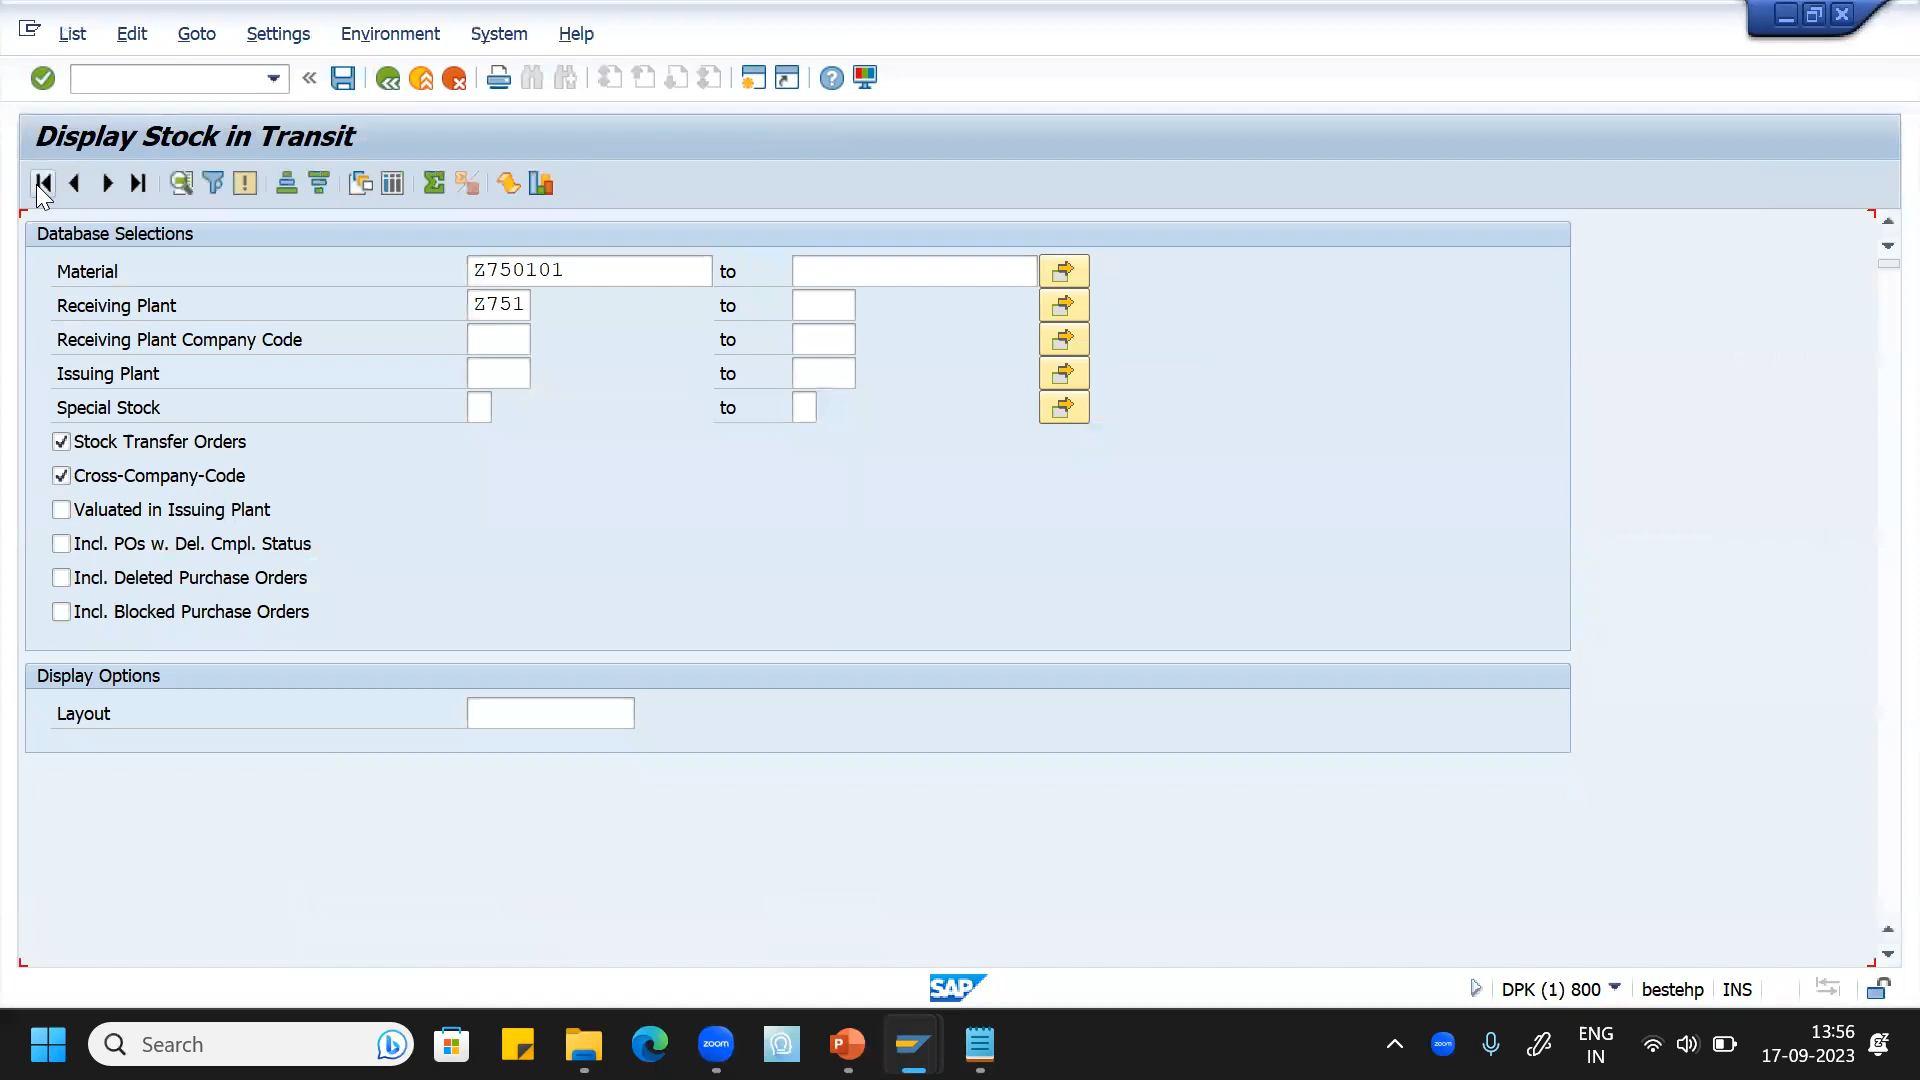 List Edit Goto Settings Environment System Help
Display Stock in Transit
Database Selections
Material Z750101 to
Receiving Plant Z751 to
Receiving Plant Company Code to
Issuing Plant to
Special Stock to
Stock Transfer Orders
Cross-Company-Code
Valuated in Issuing Plant
Incl. POs w. Del. Cmpl. Status
Incl. Deleted Purchase Orders
Incl. Blocked Purchase Orders
Display Options
Layout
SAP DPK (1) 800 bestehp INS
Search zoom zoom ENG 13:56
IN 17-09-2023